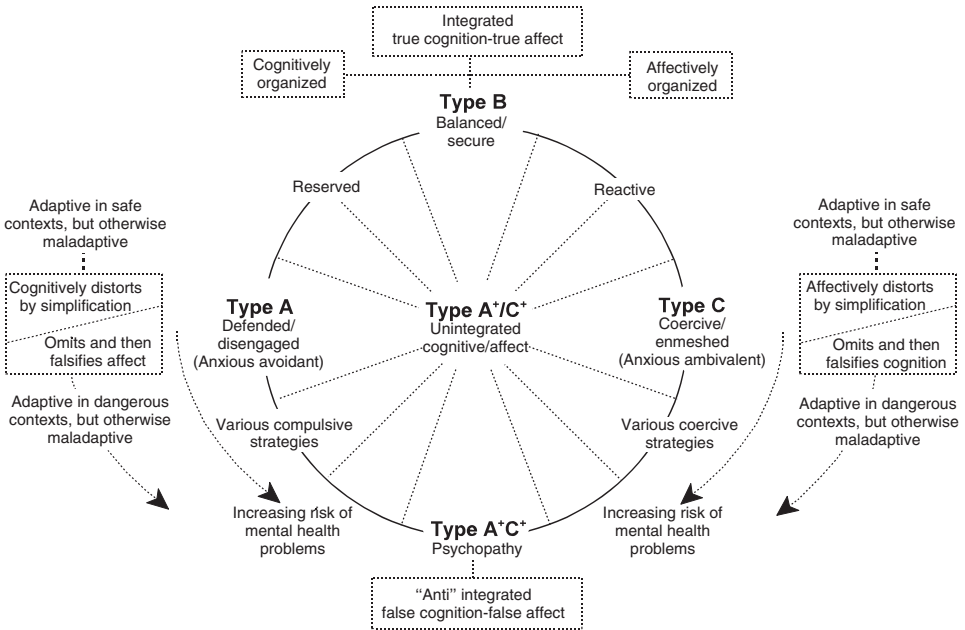 Integrated
true cognition-true affect
Cognitively
organized
Affectively
organized
Type B
Balanced/
secure
Reserved
Reactive
Adaptive in safe
contexts, but otherwise
maladaptive
Adaptive in safe
contexts, but otherwise
maladaptive
Cognitively distorts
by simplification
Omits and then
falsifies affect
Type A
Defended/
disengaged
(Anxious avoidant)
Type A+/C+
Unintegrated
cognitive/affect
Type C
Coercive/
enmeshed
(Anxious ambivalent)
Affectively distorts
by simplification
Omits and then
falsifies cognition
Adaptive in dangerous
contexts, but otherwise
maladaptive
Various compulsive
strategies
Various coercive
strategies
Adaptive in dangerous
contexts, but otherwise
maladaptive
Increasing risk of
mental health
problems
Type A+C+
Psychopathy
Increasing risk of
mental health
problems
“Anti” integrated
false cognition-false affect